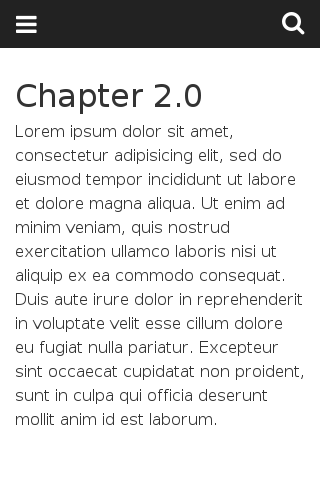 Chapter 2.0
Lorem ipsum dolor sit amet,
consectetur adipisicing elit, sed do
eiusmod tempor incididunt ut labore
et dolore magna aliqua. Ut enim ad
minim veniam, quis nostrud
exercitation ullamco laboris nisi ut
aliquip ex ea commodo consequat.
Duis aute irure dolor in reprehenderit
in voluptate velit esse cillum dolore
eu fugiat nulla pariatur. Excepteur
sint occaecat cupidatat non proident,
sunt in culpa qui officia deserunt
mollit anim id est laborum.